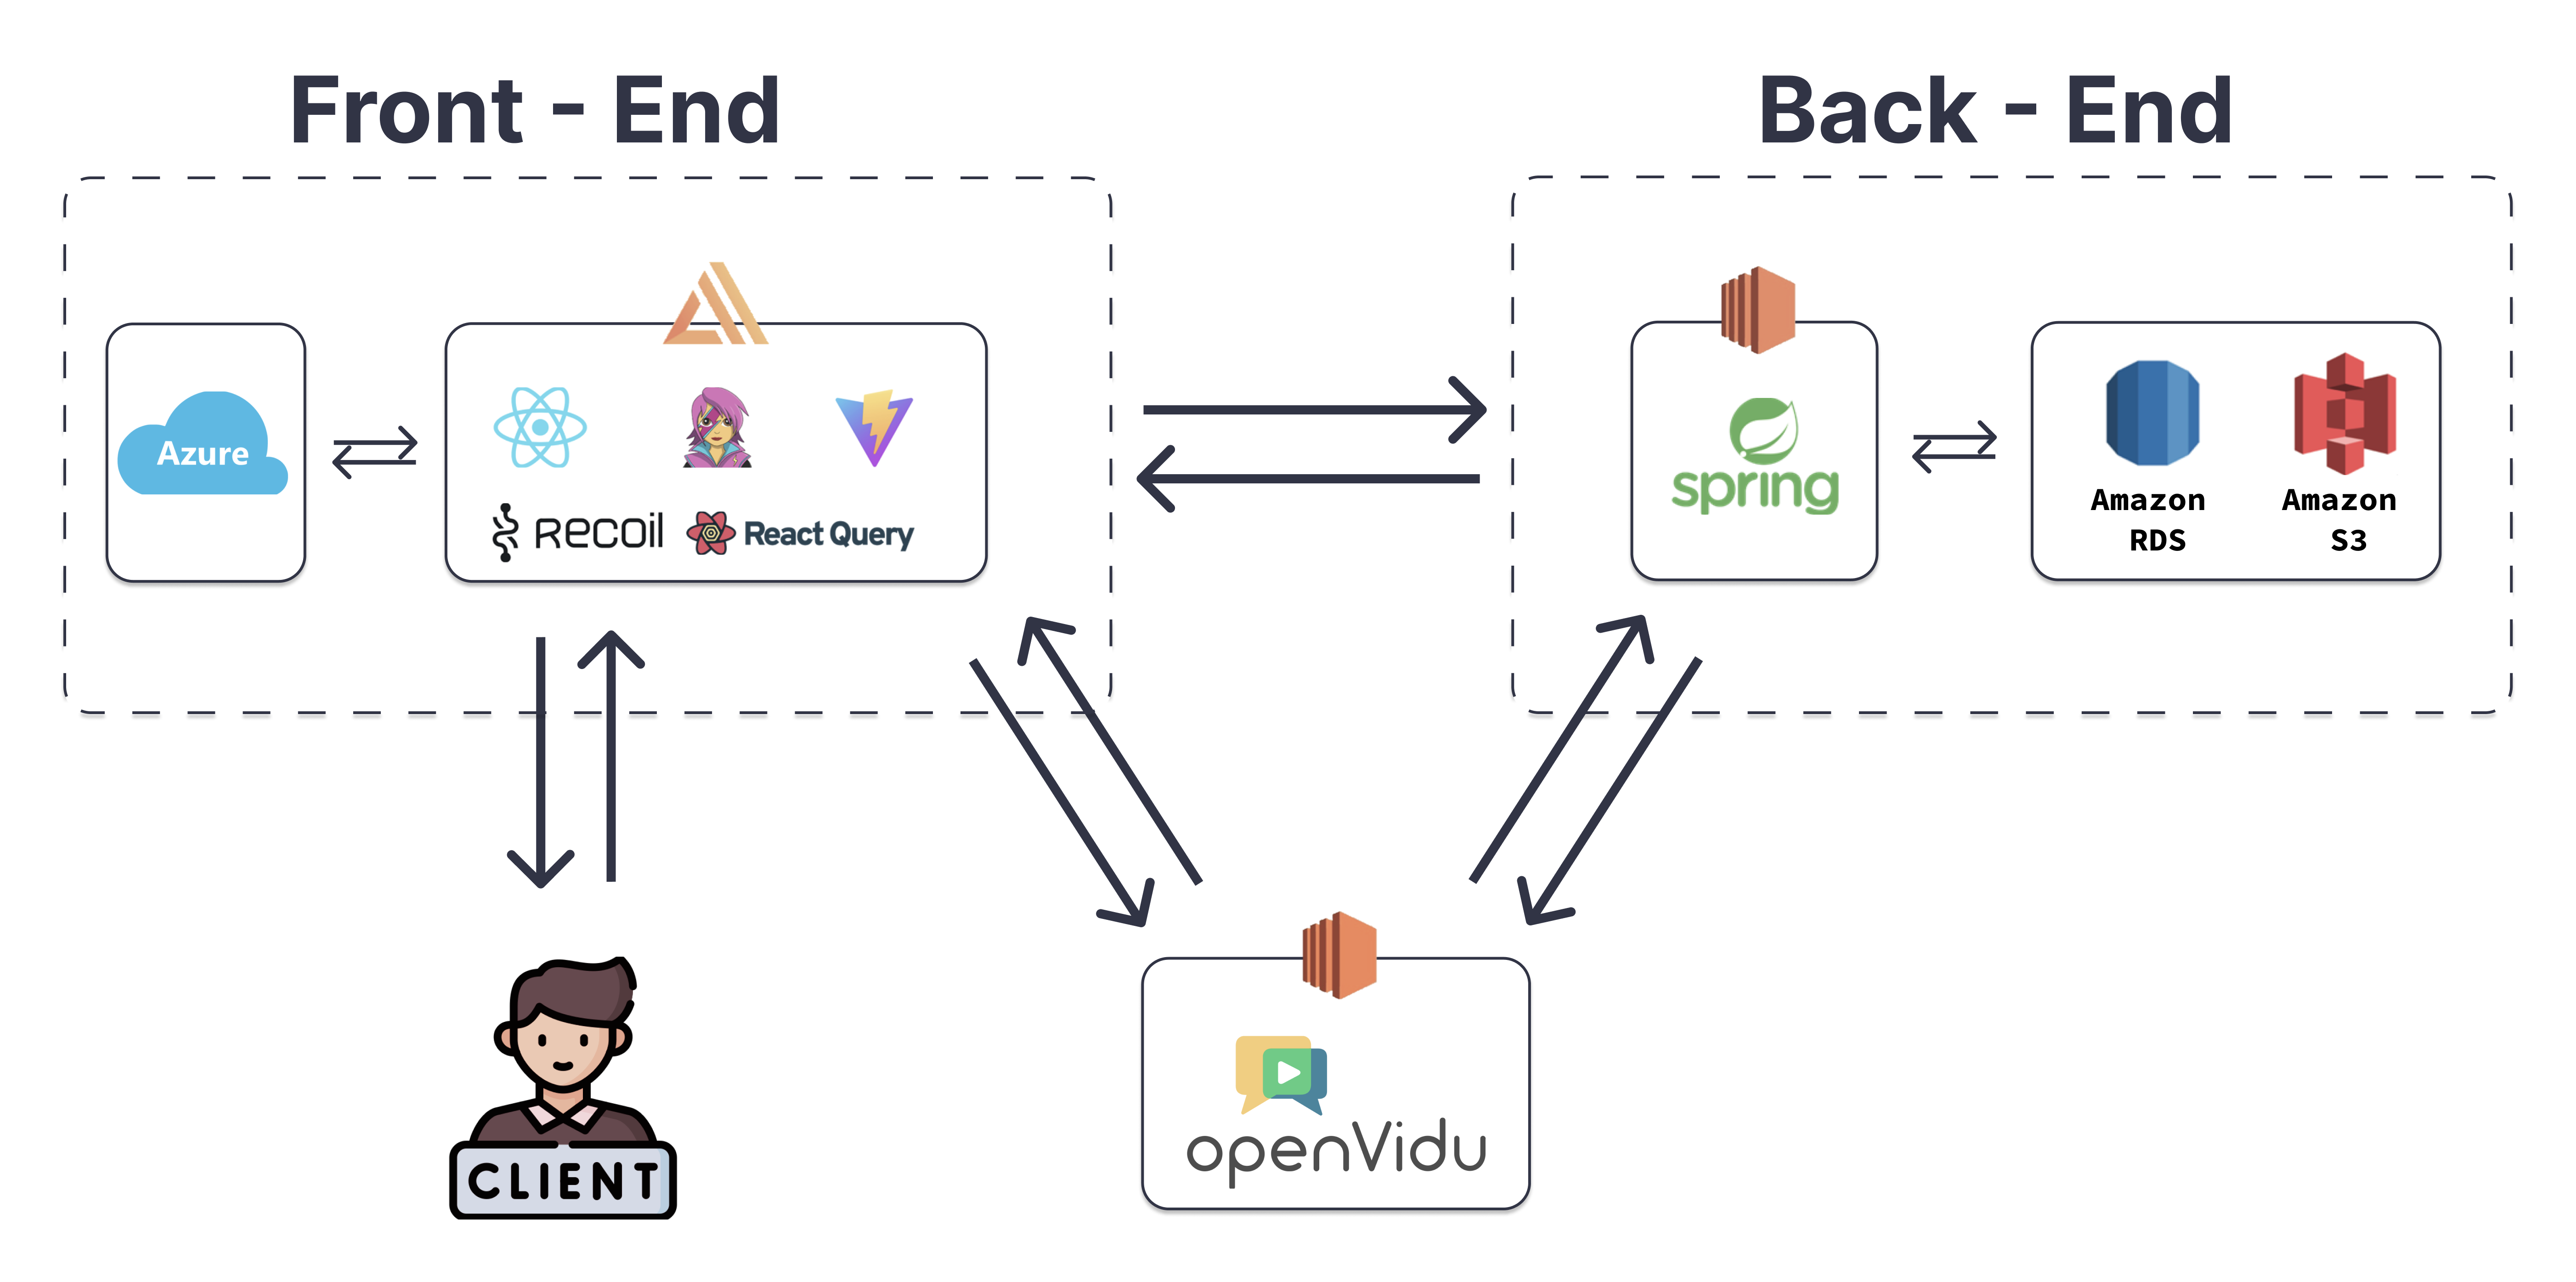 Front - End
Back - End
Azure
Recoil
React Query
spring
Amazon
RDS
Amazon
S3
CLIENT
openVidu